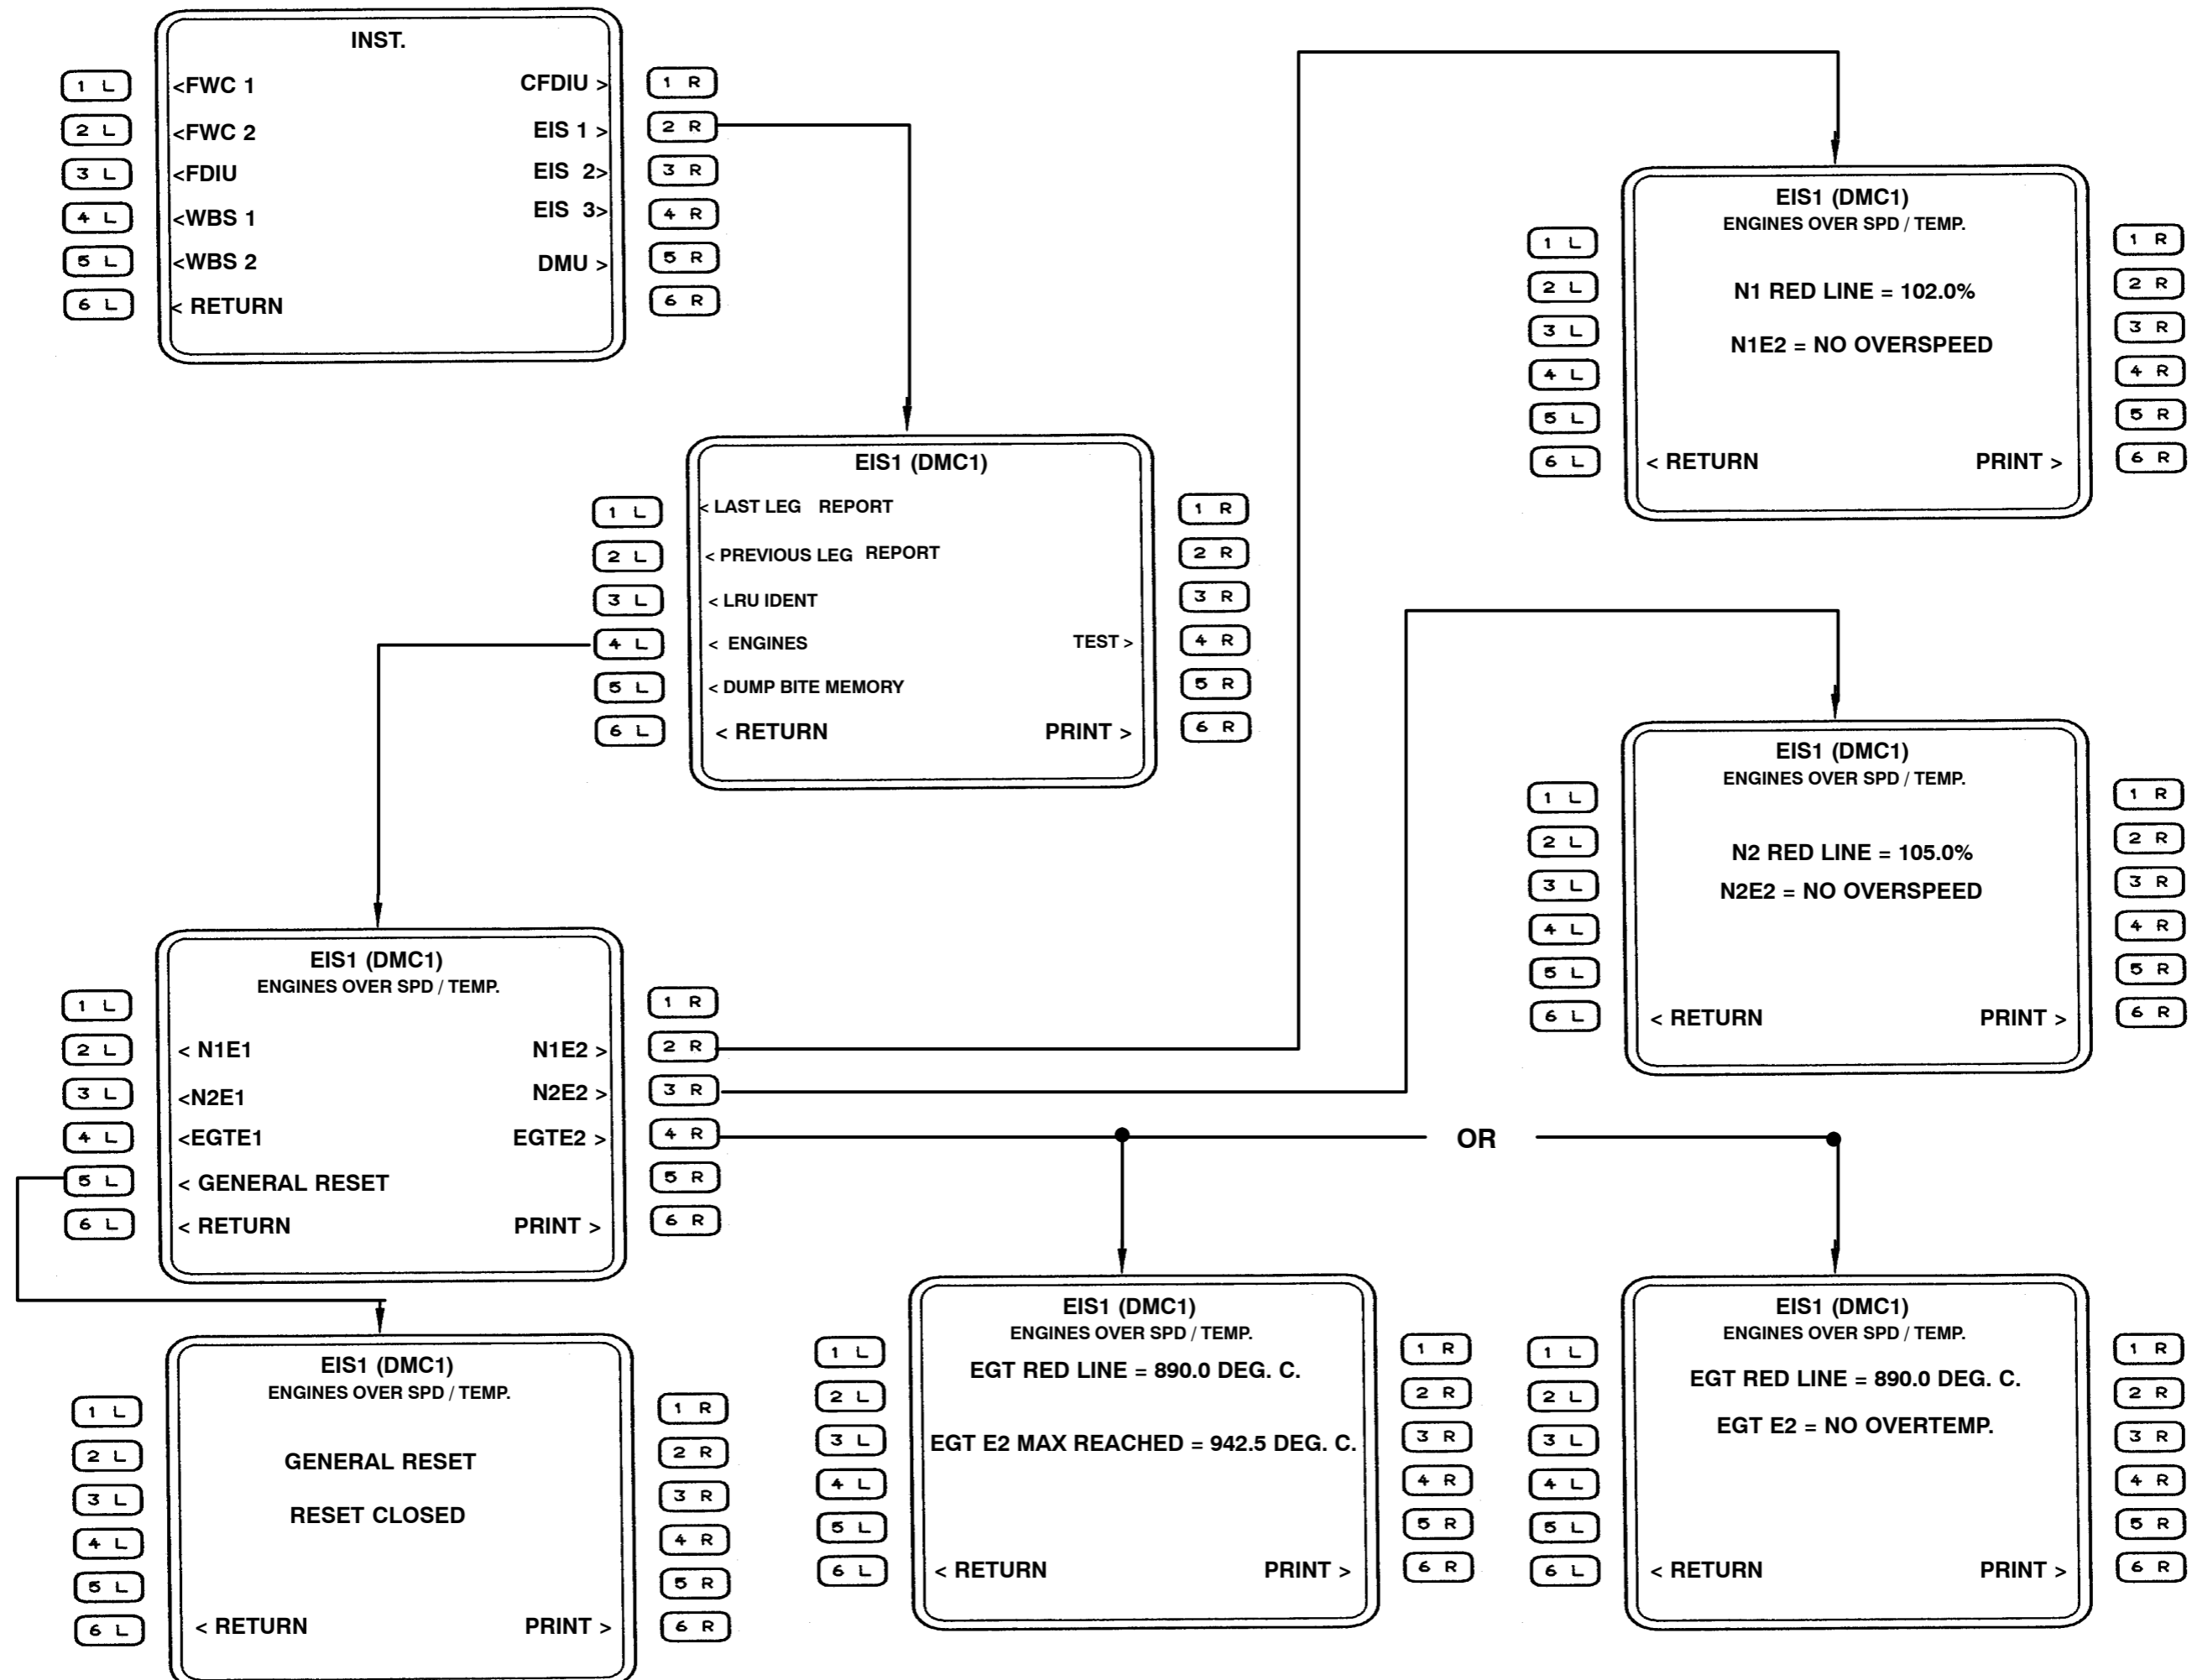 INST.
1 L <FWC 1 CFDIU > 1 R
2 L <FWC 2 EIS 1 > 2 R
3 L <FDIU EIS 2> 3 R
4 L <WBS 1 EIS 3> 4 R
5 L <WBS 2 DMU > 5 R
6 L < RETURN 6 R
EIS1 (DMC1)
1 L < LAST LEG REPORT 1 R
2 L < PREVIOUS LEG REPORT 2 R
3 L < LRU IDENT 3 R
4 L < ENGINES TEST > 4 R
5 L < DUMP BITE MEMORY 5 R
6 L < RETURN PRINT > 6 R
EIS1 (DMC1)
ENGINES OVER SPD / TEMP.
1 L 1 R
2 L < N1E1 N1E2 > 2 R
3 L <N2E1 N2E2 > 3 R
4 L <EGTE1 EGTE2 > 4 R
5 L < GENERAL RESET 5 R
6 L < RETURN PRINT > 6 R
EIS1 (DMC1)
ENGINES OVER SPD / TEMP.
1 L 1 R
2 L GENERAL RESET 2 R
3 L RESET CLOSED 3 R
4 L 4 R
5 L 5 R
6 L < RETURN PRINT > 6 R
EIS1 (DMC1)
ENGINES OVER SPD / TEMP.
1 L 1 R
2 L N1 RED LINE = 102.0% 2 R
3 L N1E2 = NO OVERSPEED 3 R
4 L 4 R
5 L 5 R
6 L < RETURN PRINT > 6 R
EIS1 (DMC1)
ENGINES OVER SPD / TEMP.
1 L 1 R
2 L N2 RED LINE = 105.0% 2 R
3 L N2E2 = NO OVERSPEED 3 R
4 L 4 R
5 L 5 R
6 L < RETURN PRINT > 6 R
OR
EIS1 (DMC1)
ENGINES OVER SPD / TEMP.
1 L EGT RED LINE = 890.0 DEG. C. 1 R
2 L 2 R
3 L EGT E2 MAX REACHED = 942.5 DEG. C. 3 R
4 L 4 R
5 L 5 R
6 L < RETURN PRINT > 6 R
EIS1 (DMC1)
ENGINES OVER SPD / TEMP.
1 L 1 R
2 L EGT RED LINE = 890.0 DEG. C. 2 R
3 L EGT E2 = NO OVERTEMP. 3 R
4 L 4 R
5 L 5 R
6 L < RETURN PRINT > 6 R